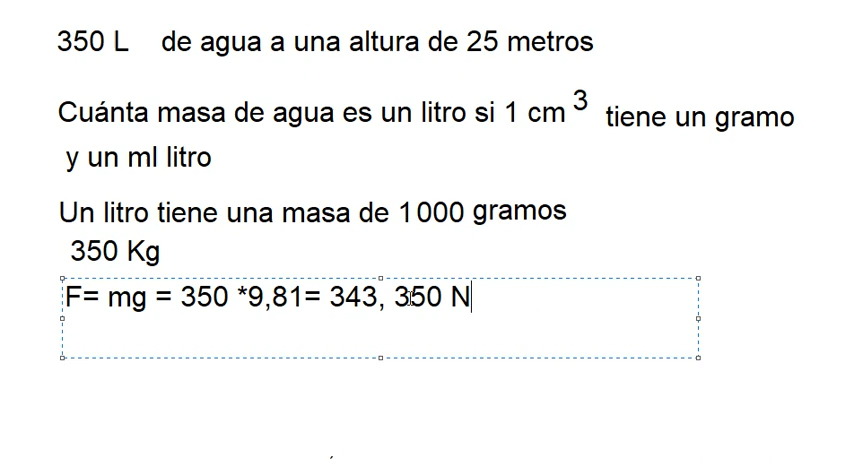 350 L de agua a una altura de 25 metros
Cuánta masa de agua es un litro si 1 cm 3 tiene un gramo
y un ml litro
Un litro tiene una masa de 1000 gramos
350 Kg
F= mg = 350 *9,81= 343, 350 N